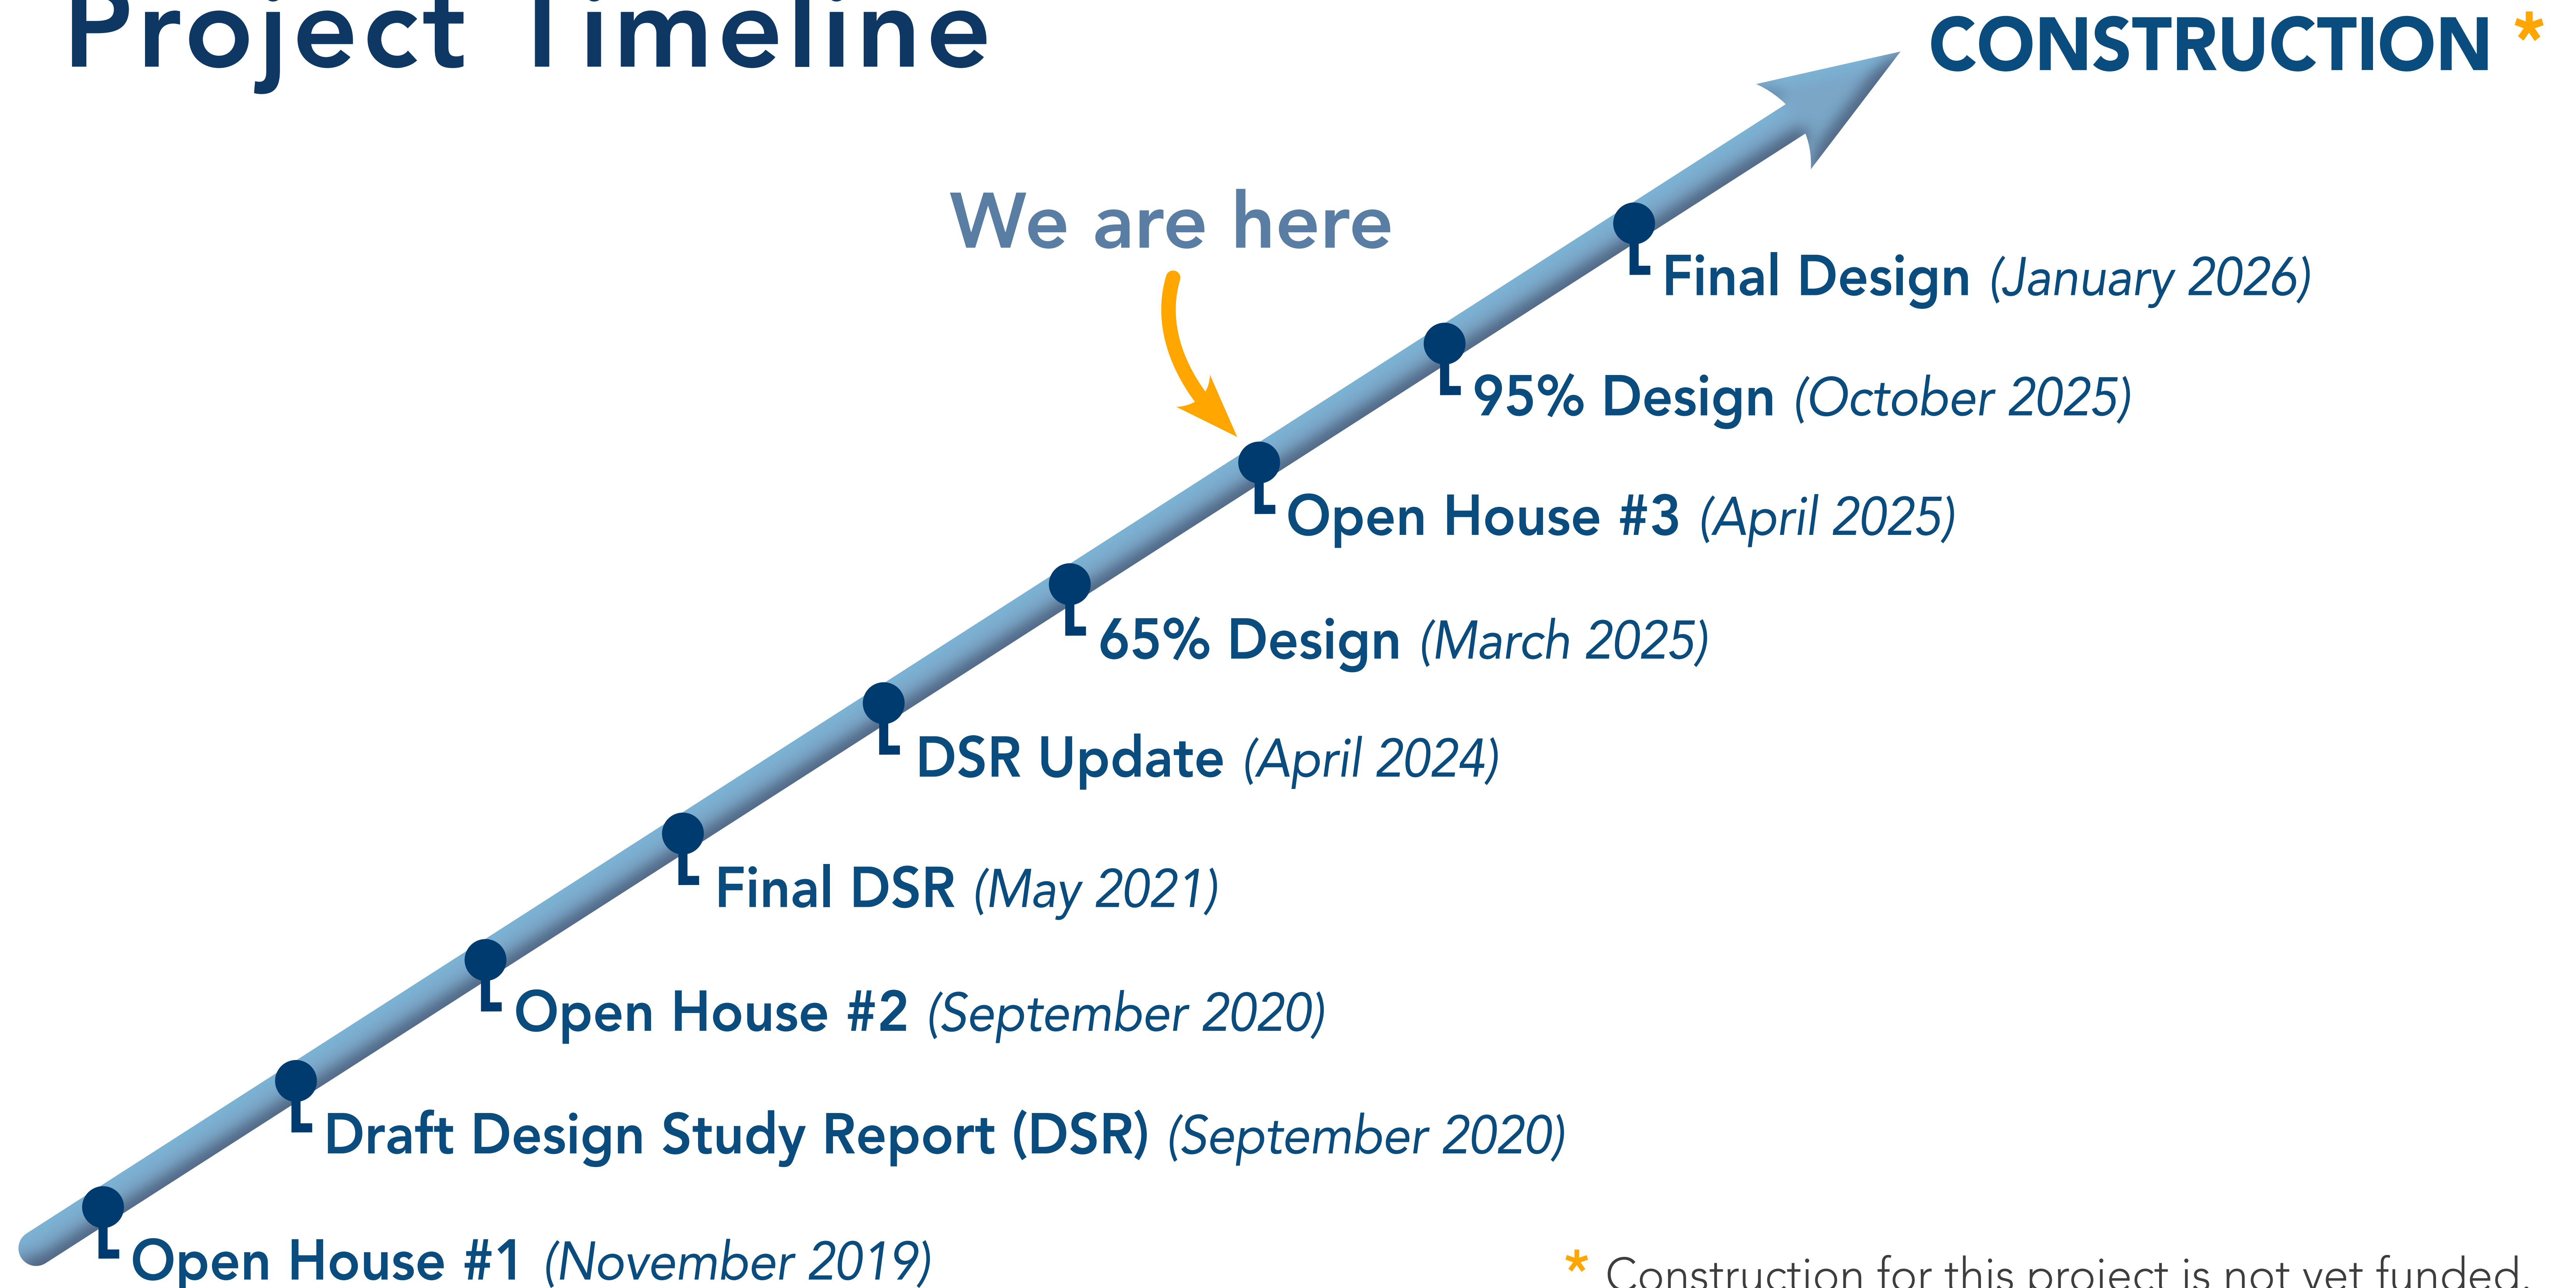 Project Timeline
CONSTRUCTION *
We are here
Final Design (January 2026)
95% Design (October 2025)
Open House #3 (April 2025)
65% Design (March 2025)
DSR Update (April 2024)
Final DSR (May 2021)
Open House #2 (September 2020)
Draft Design Study Report (DSR) (September 2020)
Open House #1 (November 2019)
* Construction for this project is not yet funded.